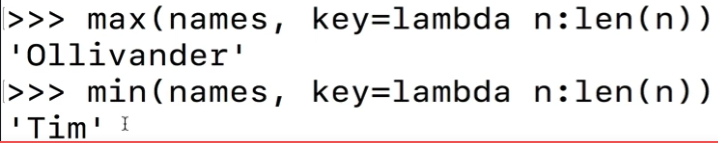 >>> max(names, key=lambda n:len(n))
'Ollivander'
>>> min(names, key=lambda n:len(n))
'Tim'